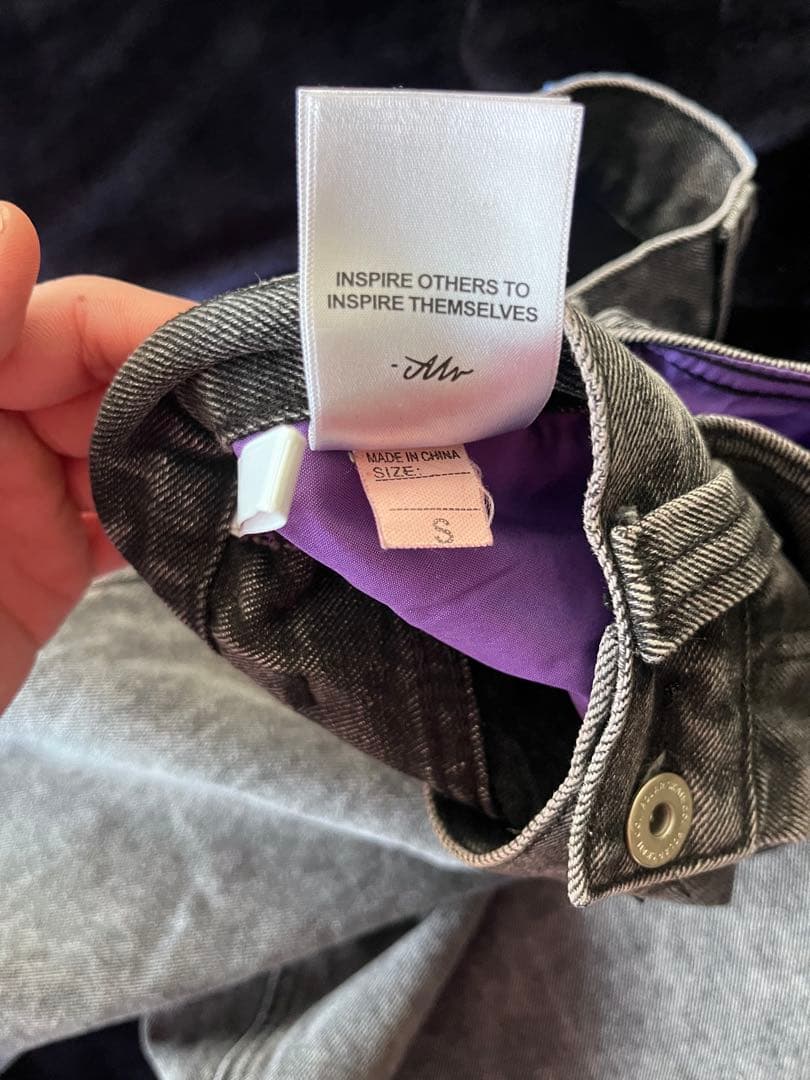 INSPIRE OTHERS TO
INSPIRE THEMSELVES
MADE IN CHINA
SIZE:
S